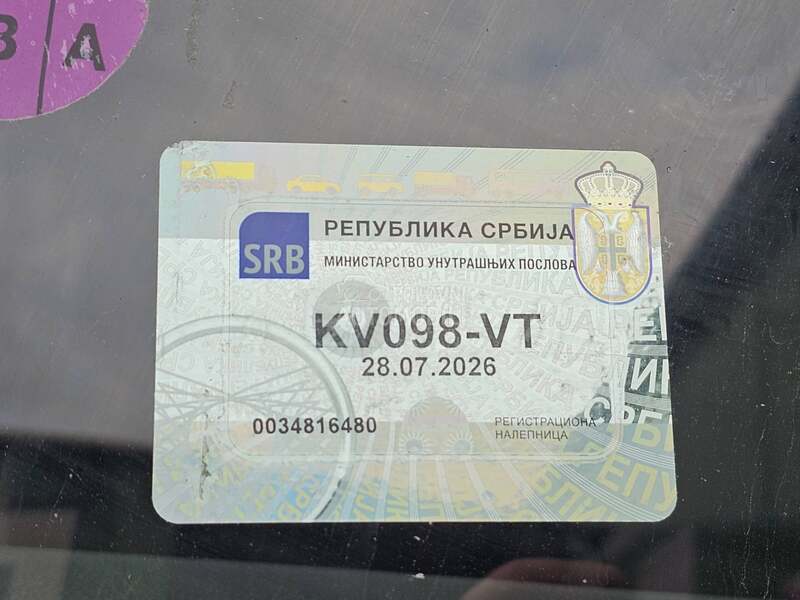 В A
РЕПУБЛИКА СРБИЈА
SRB
МИНИСТАРСТВО УНУТРАШЊИХ ПОСЛОВА
KV098-VT
28.07.2026
0034816480
РЕГИСТРАЦИОНА
НАЛЕПНИЦА